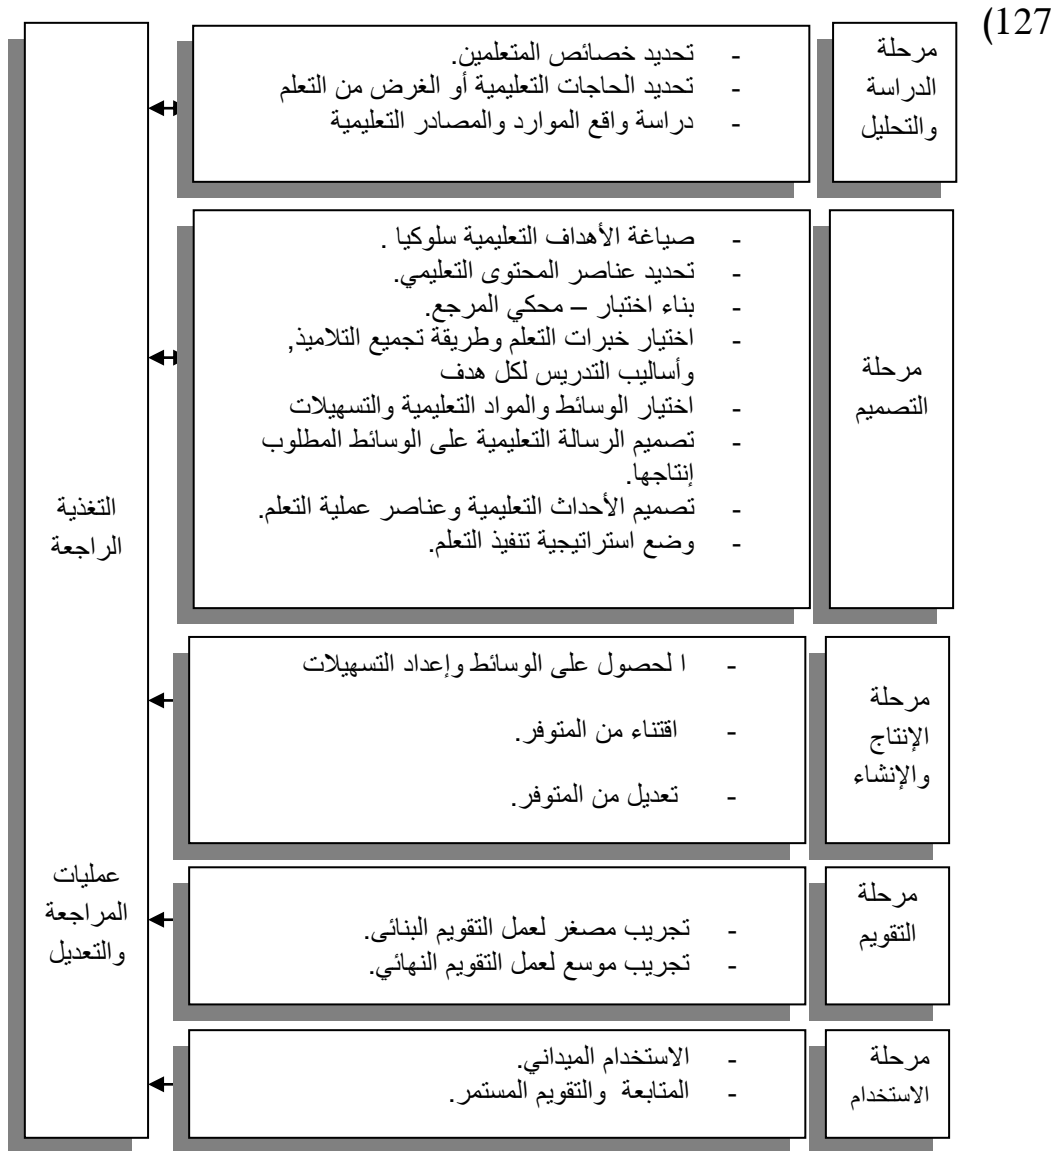 (127
مرحلة
الدراسة
والتحليل
- تحديد خصائص المتعلمين.
- تحديد الحاجات التعليمية أو الغرض من التعلم
- دراسة واقع الموارد والمصادر التعليمية
مرحلة
التصميم
- صياغة الأهداف التعليمية سلوكيا .
- تحديد عناصر المحتوى التعليمي.
- بناء اختبار – محكي المرجع.
- اختيار خبرات التعلم وطريقة تجميع التلاميذ,
وأساليب التدريس لكل هدف
- اختيار الوسائط والمواد التعليمية والتسهيلات
- تصميم الرسالة التعليمية على الوسائط المطلوب
إنتاجها.
- تصميم الأحداث التعليمية وعناصر عملية التعلم.
- وضع استراتيجية تنفيذ التعلم.
مرحلة
الإنتاج
والإنشاء
- ا لحصول على الوسائط وإعداد التسهيلات
- اقتناء من المتوفر.
- تعديل من المتوفر.
مرحلة
التقويم
- تجريب مصغر لعمل التقويم البنائى.
- تجريب موسع لعمل التقويم النهائي.
مرحلة
الاستخدام
- الاستخدام الميداني.
- المتابعة والتقويم المستمر.
التغذية
الراجعة
عمليات
المراجعة
والتعديل